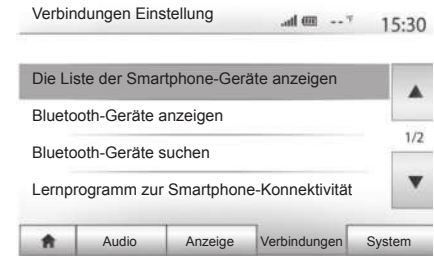 Verbindungen Einstellung
-- °F 15:30
Die Liste der Smartphone-Geräte anzeigen
Bluetooth-Geräte anzeigen
1/2
Bluetooth-Geräte suchen
Lernprogramm zur Smartphone-Konnektivität
Audio Anzeige Verbindungen System